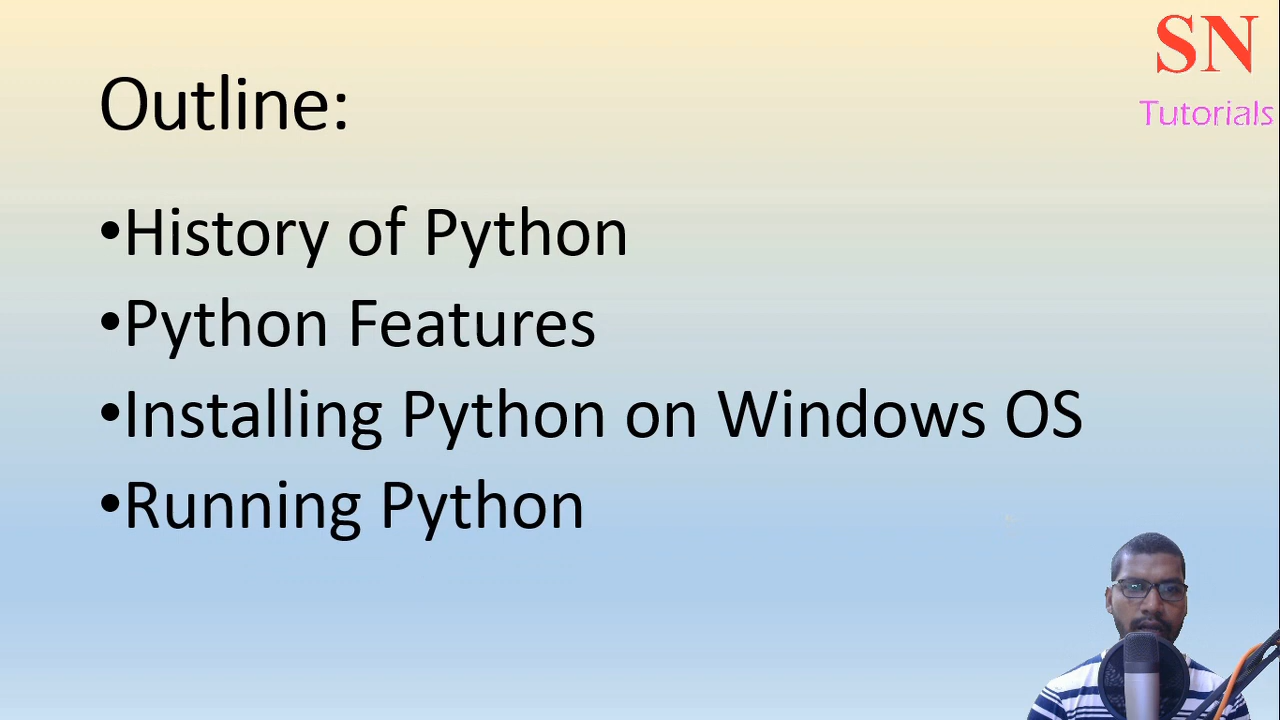 SN
Tutorials
Outline:
•History of Python
•Python Features
•Installing Python on Windows OS
•Running Python